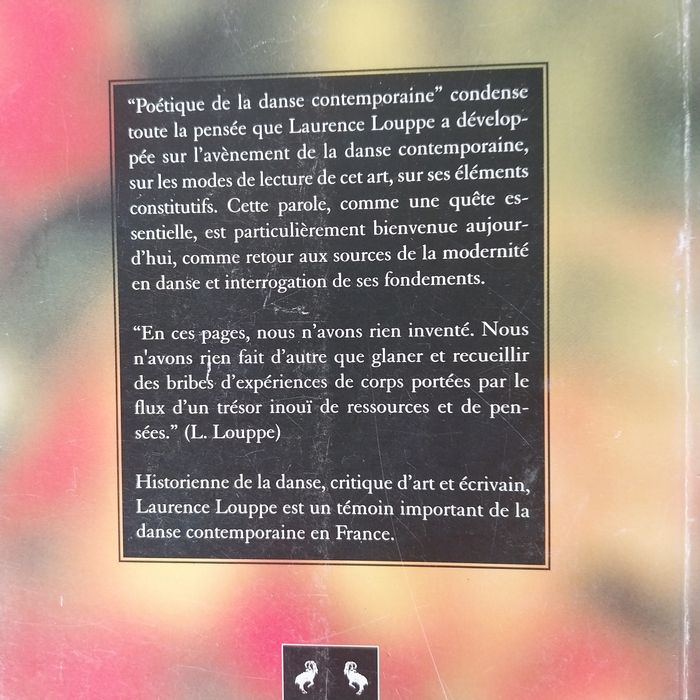 “Poétique de la danse contemporaine” condense
toute la pensée que Laurence Louppe a dévelop-
pée sur l’avènement de la danse contemporaine,
sur les modes de lecture de cet art, sur ses éléments
constitutifs. Cette parole, comme une quête es-
sentielle, est particulièrement bienvenue aujour-
d’hui, comme retour aux sources de la modernité
en danse et interrogation de ses fondements.
“En ces pages, nous n’avons rien inventé. Nous
n'avons rien fait d’autre que glaner et recueillir
des bribes d’expériences de corps portées par le
flux d’un trésor inouï de ressources et de pen-
sées.” (L. Louppe)
Historienne de la danse, critique d’art et écrivain,
Laurence Louppe est un témoin important de la
danse contemporaine en France.